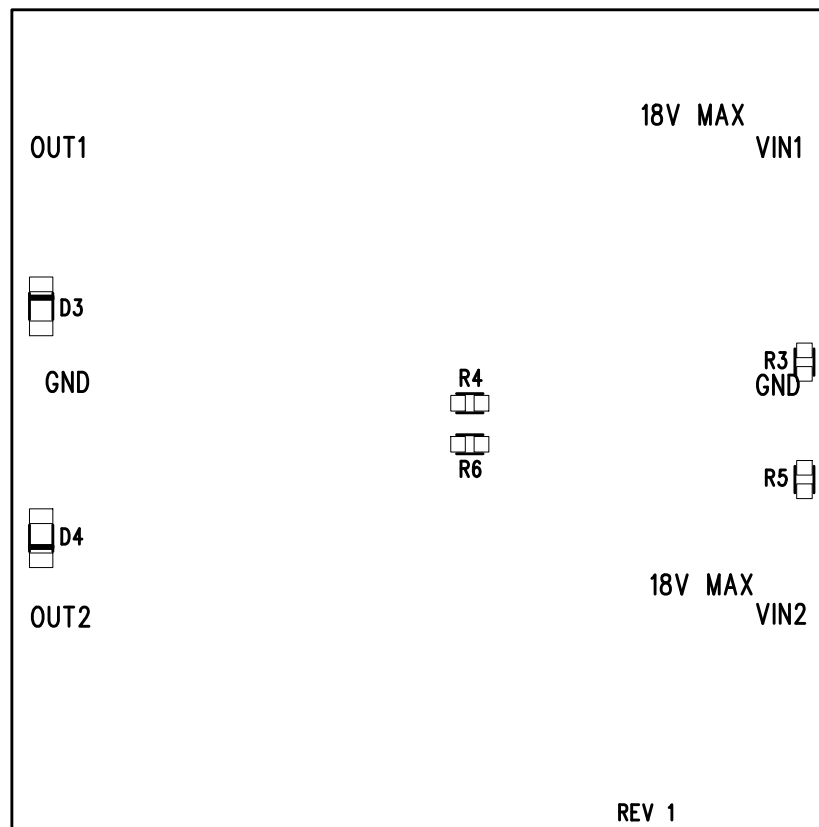 18V MAX
OUT1
VIN1
D3
R3
GND
GND
R4
R6
R5
D4
18V MAX
OUT2
VIN2
REV 1